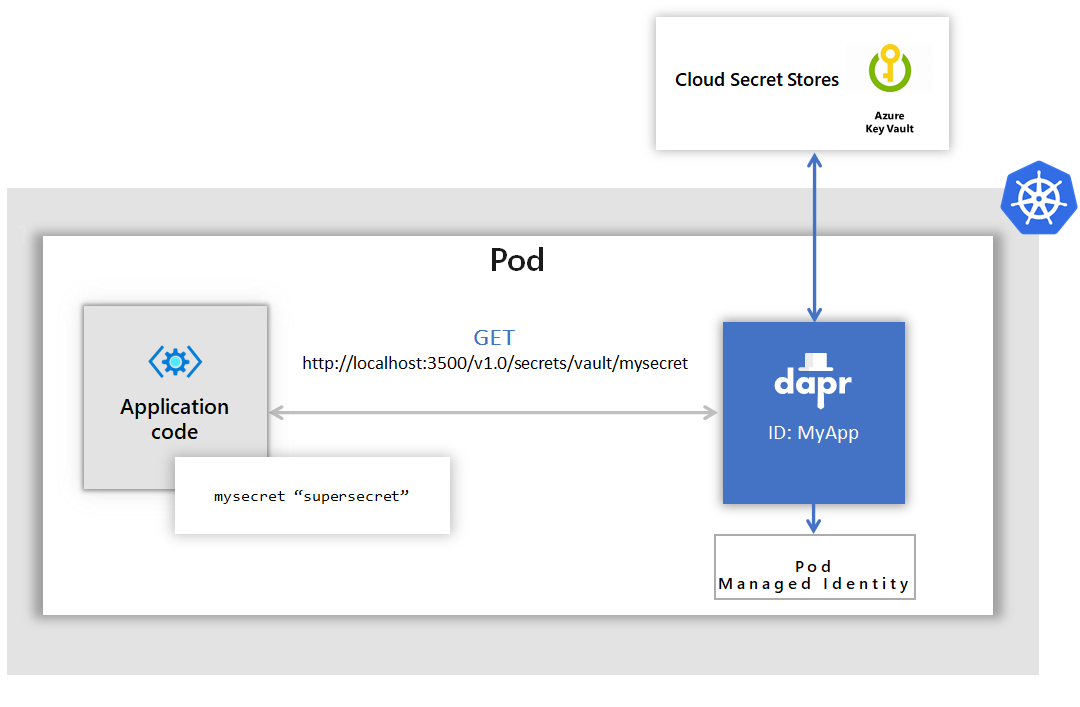 Cloud Secret Stores
Azure
Key Vault
Pod
GET
http://localhost:3500/v1.0/secrets/vault/mysecret
Application
code
mysecret “supersecret”
dapr
ID: MyApp
Pod
Managed Identity